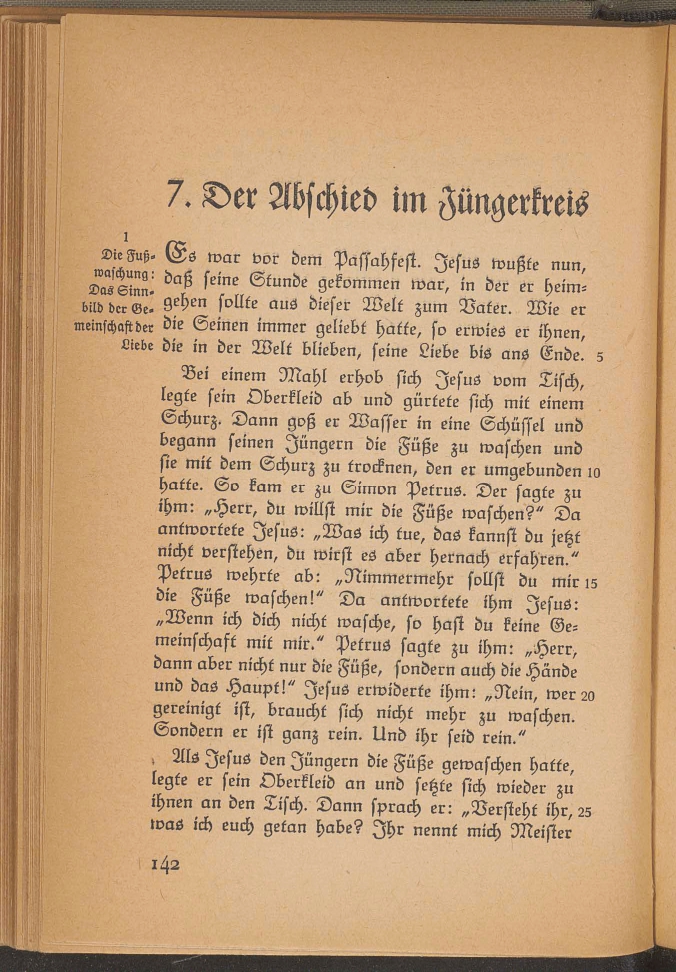 7. Der Abschied im Jüngerkreis
1
Die Fuß-
waschung:
Das Sinn-
bild der Ge-
meinschaft der
Liebe
Es war vor dem Passahfest. Jesus wußte nun,
daß seine Stunde gekommen war, in der er heim-
gehen sollte aus dieser Welt zum Vater. Wie er
die Seinen immer geliebt hatte, so erwies er ihnen,
die in der Welt blieben, seine Liebe bis ans Ende. 5
Bei einem Mahl erhob sich Jesus vom Tisch,
legte sein Oberkleid ab und gürtete sich mit einem
Schurz. Dann goß er Wasser in eine Schüssel und
begann seinen Jüngern die Füße zu waschen und
sie mit dem Schurz zu trocknen, den er umgebunden 10
hatte. So kam er zu Simon Petrus. Der sagte zu
ihm: „Herr, du willst mir die Füße waschen?“ Da
antwortete Jesus: „Was ich tue, das kannst du jetzt
nicht verstehen, du wirst es aber hernach erfahren.“
Petrus wehrte ab: „Nimmermehr sollst du mir 15
die Füße waschen!“ Da antwortete ihm Jesus:
„Wenn ich dich nicht wasche, so hast du keine Ge-
meinschaft mit mir.“ Petrus sagte zu ihm: „Herr,
dann aber nicht nur die Füße, sondern auch die Hände
und das Haupt!“ Jesus erwiderte ihm: „Nein, wer 20
gereinigt ist, braucht sich nicht mehr zu waschen.
Sondern er ist ganz rein. Und ihr seid rein.“
Als Jesus den Jüngern die Füße gewaschen hatte,
legte er sein Oberkleid an und setzte sich wieder zu
ihnen an den Tisch. Dann sprach er: „Versteht ihr, 25
was ich euch getan habe? Ihr nennt mich Meister
142